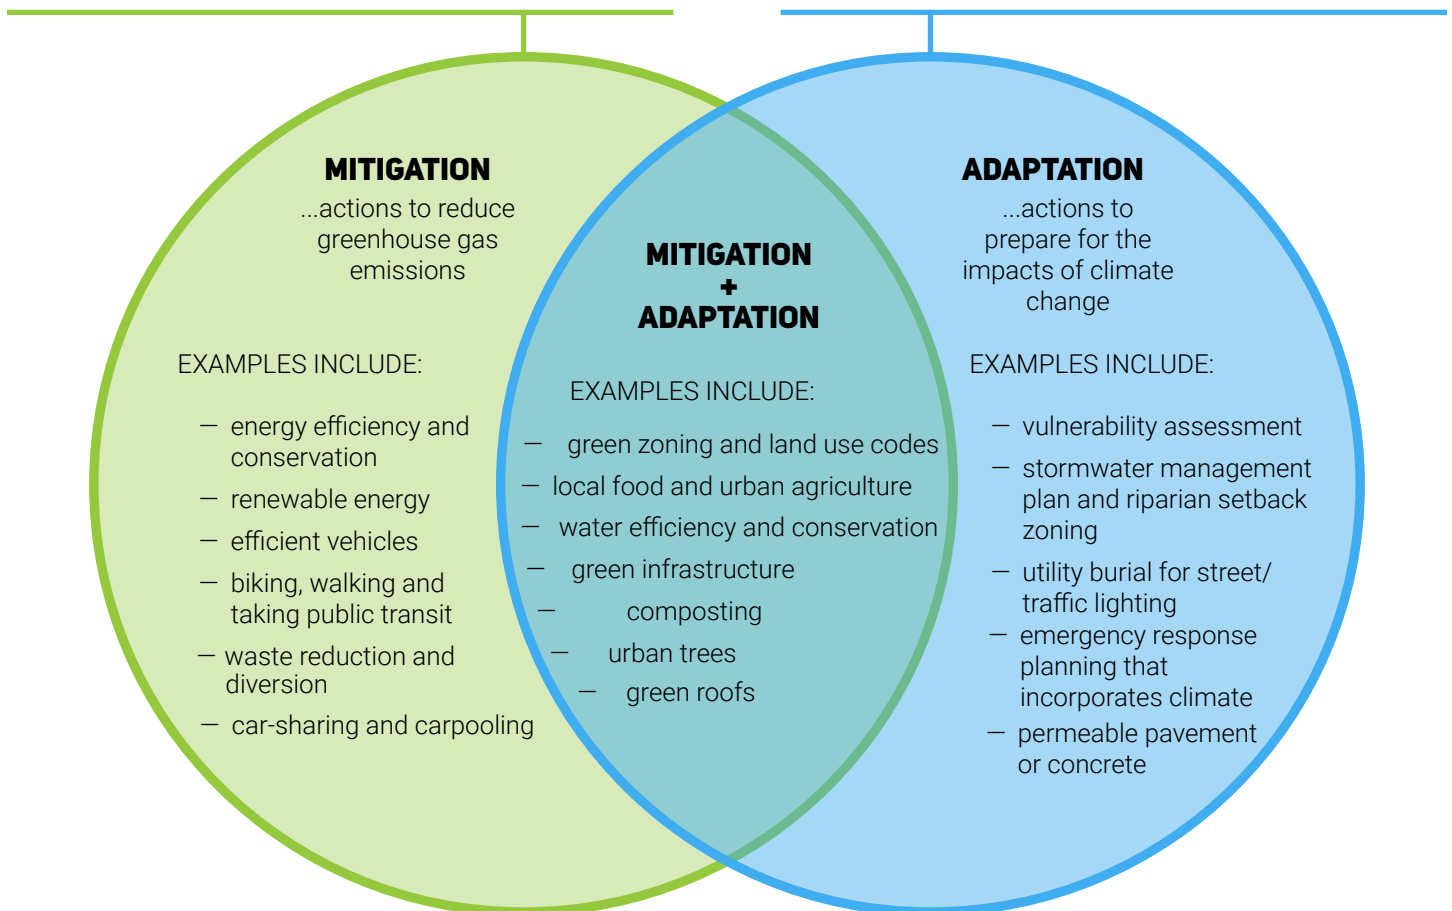 MITIGATION
...actions to reduce
greenhouse gas
emissions
EXAMPLES INCLUDE:
— energy efficiency and
conservation
— renewable energy
— efficient vehicles
— biking, walking and
taking public transit
— waste reduction and
diversion
— car-sharing and carpooling
MITIGATION
+
ADAPTATION
EXAMPLES INCLUDE:
— green zoning and land use codes
— local food and urban agriculture
— water efficiency and conservation
— green infrastructure
— composting
— urban trees
— green roofs
ADAPTATION
...actions to
prepare for the
impacts of climate
change
EXAMPLES INCLUDE:
— vulnerability assessment
— stormwater management
plan and riparian setback
zoning
— utility burial for street/
traffic lighting
— emergency response
planning that
incorporates climate
— permeable pavement
or concrete